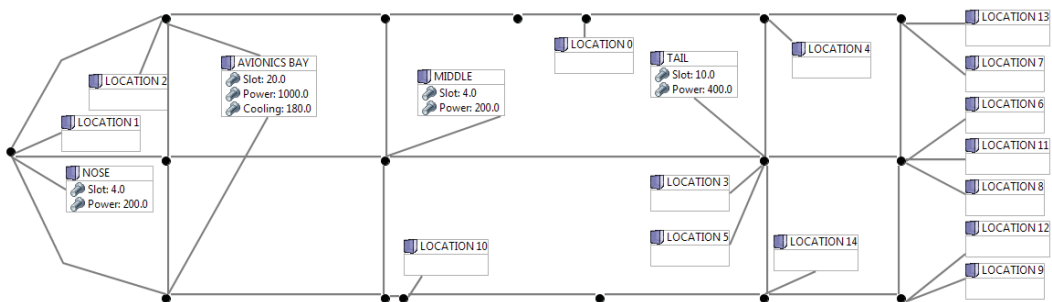 LOCATION 13
LOCATION 0
LOCATION 4
AVIONICS BAY
Slot: 20.0
Power: 1000.0
Cooling: 180.0
TAIL
Slot: 10.0
Power: 400.0
LOCATION 7
LOCATION 2
MIDDLE
Slot: 4.0
Power: 200.0
LOCATION 6
LOCATION 1
LOCATION 11
NOSE
Slot: 4.0
Power: 200.0
LOCATION 3
LOCATION 8
LOCATION 5
LOCATION 10
LOCATION 14
LOCATION 12
LOCATION 9